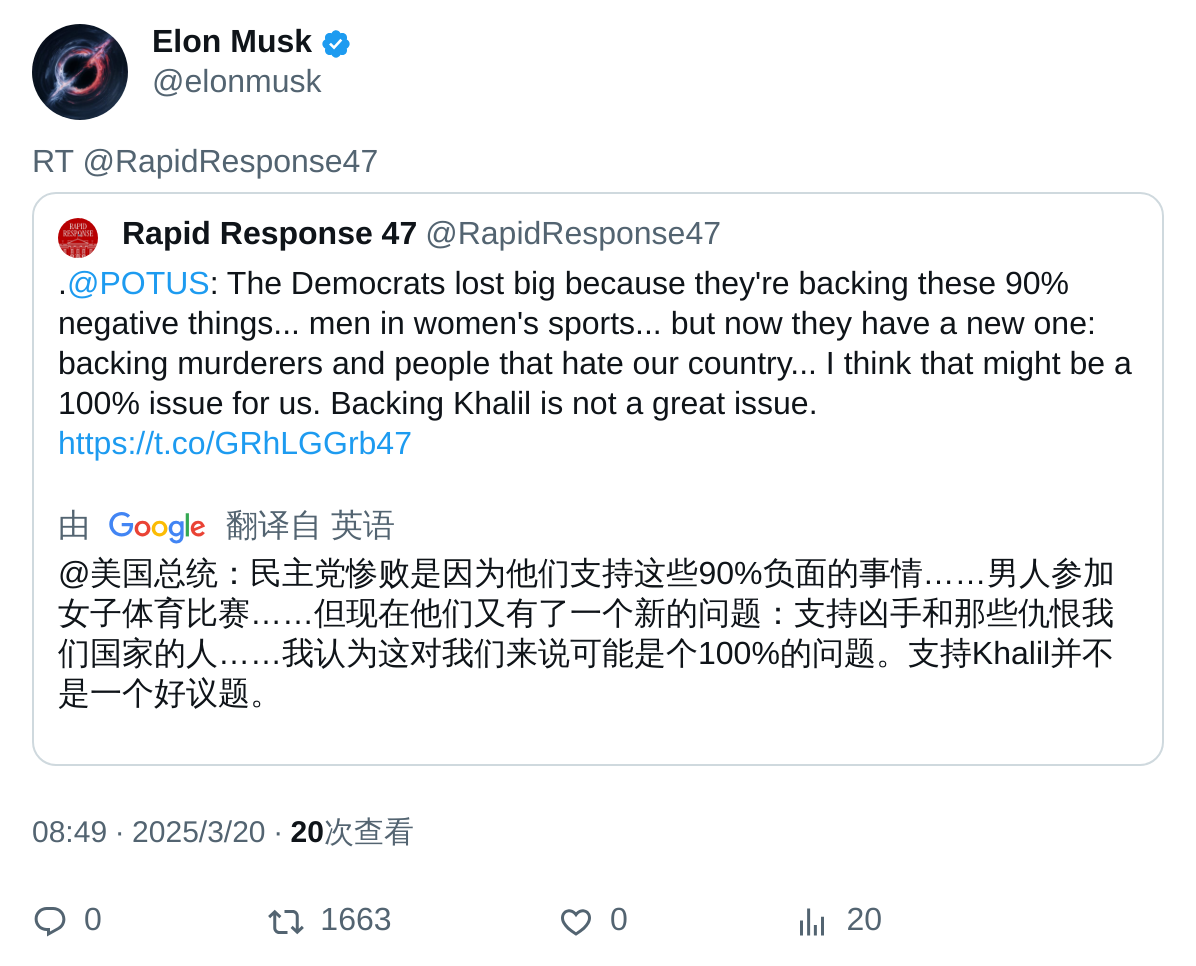 Elon Musk
@elonmusk
RT @RapidResponse47
RAPID
RESPONSE
Rapid Response 47 @RapidResponse47
.@POTUS: The Democrats lost big because they're backing these 90%
negative things... men in women's sports... but now they have a new one:
backing murderers and people that hate our country... I think that might be a
100% issue for us. Backing Khalil is not a great issue.
https://t.co/GRhLGGrb47
由 Google 翻译自 英语
@美国总统：民主党惨败是因为他们支持这些90%负面的事情……男人参加
女子体育比赛……但现在他们又有了一个新的问题：支持凶手和那些仇恨我
们国家的人……我认为这对我们来说可能是个100%的问题。支持Khalil并不
是一个好议题。
08:49 · 2025/3/20 · 20次查看
0 1663 0 20